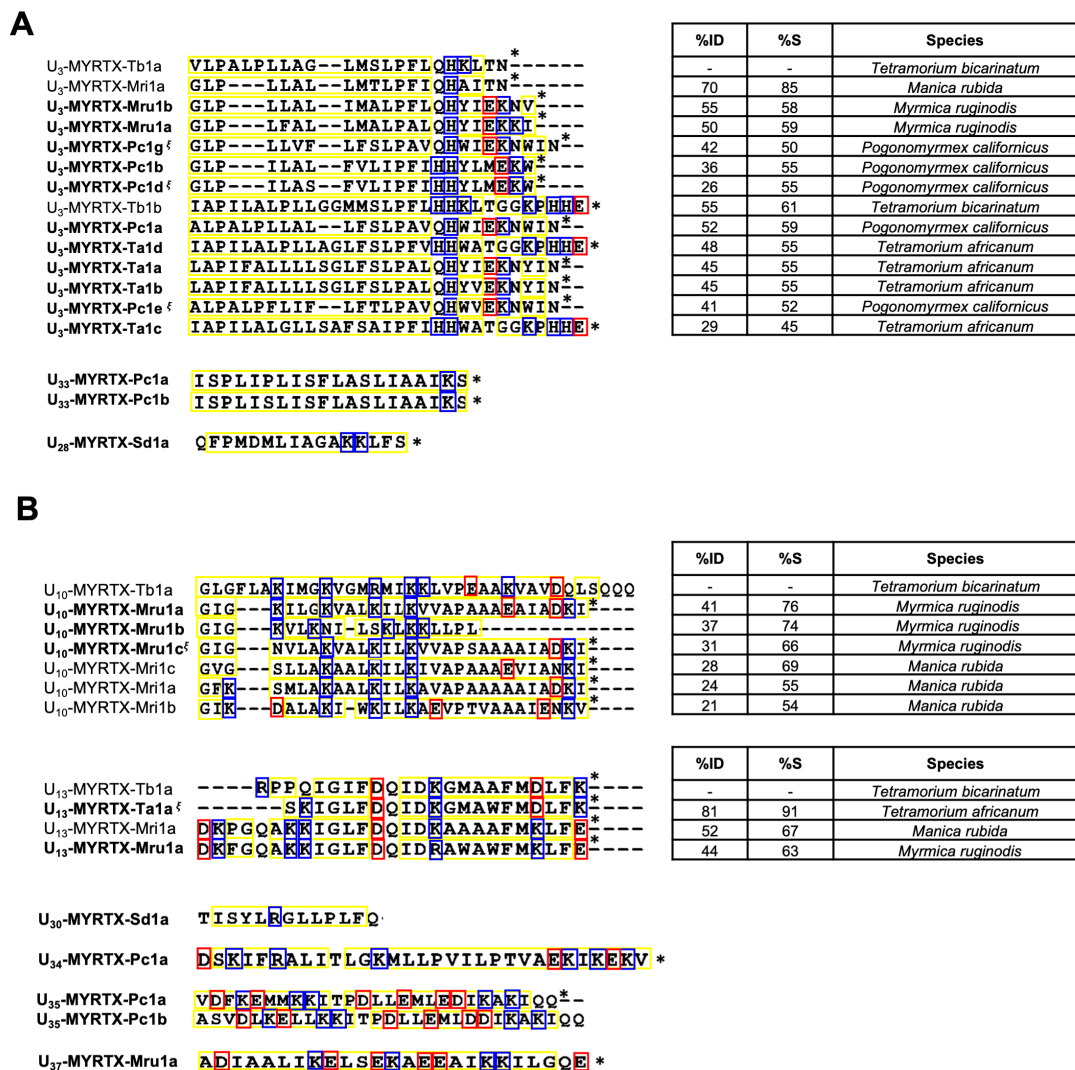 A
%ID %S Species
U3-MYRTX-Tb1a VLPALPLLAG--LMSLPFLQHKLTN*------ - - Tetramorium bicarinatum
U3-MYRTX-Mri1a GLP---LLAL--LMTLPFIQHAITN*------ 70 85 Manica rubida
U3-MYRTX-Mru1b GLP---ILAL--IMALPFLQHYIEKNV*---- 55 58 Myrmica ruginodis
U3-MYRTX-Mru1a GLP---LFAL--LMALPALQHYIEKKI*---- 50 59 Myrmica ruginodis
U3-MYRTX-Pc1g ξ GLP---LLVF--LFSLPAVQHWIEKNWIN*-- 42 50 Pogonomyrmex californicus
U3-MYRTX-Pc1b GLP---ILAL--FVLIPFIHHYLMEKW*---- 36 55 Pogonomyrmex californicus
U3-MYRTX-Pc1d ξ GLP---ILAS--FVLIPFIHHYLMEKW*---- 26 55 Pogonomyrmex californicus
U3-MYRTX-Tb1b IAPILALPLLGGMMSLPFLHHKLTGGKPHHE 55 61 Tetramorium bicarinatum
U3-MYRTX-Pc1a ALPALPLLAL--LFSLPAVQHWIEKNWIN*-- 52 59 Pogonomyrmex californicus
U3-MYRTX-Ta1d IAPILALPLLAGLFSLPFVHHWATGGKPHHE* 48 55 Tetramorium africanum
U3-MYRTX-Ta1a LAPIFALLLLSGLFSLPALQHYIEKNYIN*-- 45 55 Tetramorium africanum
U3-MYRTX-Ta1b LAPIFALLLLSGLFSLPALQHYVEKNYIN*-- 45 55 Tetramorium africanum
U3-MYRTX-Pc1e ξ ALPALPFLIF--LFTLPAVQHWVEKNWIN*-- 41 52 Pogonomyrmex californicus
U3-MYRTX-Ta1c IAPILALGLLSAFSAIPFIHHWATGGKPHHE* 29 45 Tetramorium africanum
U33-MYRTX-Pc1a ISPLIPLISFLASLIAAIKS*
U33-MYRTX-Pc1b ISPLISLISFLASLIAAIKS*
U28-MYRTX-Sd1a QFPMDMLIAGAKKLFS*
B
%ID %S Species
U10-MYRTX-Tb1a GLGFLAKIMGKVGMRMIKKLVPEAAKVAVDQLSQQQ - - Tetramorium bicarinatum
U10-MYRTX-Mru1a GIG---KILGKVALKILKVVAPAAAEAIADKI*---- 41 76 Myrmica ruginodis
U10-MYRTX-Mru1b GIG---KVLKNI-LSKLKKLLPL------------- 37 74 Myrmica ruginodis
U10-MYRTX-Mru1c ξ GIG---NVLAKVALKILKVVAPSAAAAIADKI*---- 31 66 Myrmica ruginodis
U10-MYRTX-Mri1c GVG---SLLAKAALKILKVVAPAAAEVIANKI*---- 28 69 Manica rubida
U10-MYRTX-Mri1a GFK---SMLAKAALKILKAVAPAAAAAIADKI*---- 24 55 Manica rubida
U10-MYRTX-Mri1b GIK---DALAKI-WKILKAEVPTVAAAIENKV*---- 21 54 Manica rubida
%ID %S Species
U13-MYRTX-Tb1a ----RPPQIGIFDQIDKGMAAFMDLFK*---- - - Tetramorium bicarinatum
U13-MYRTX-Ta1a ξ ------SKIGLFDQIDKGMAWFMDLFK*---- 81 91 Tetramorium africanum
U13-MYRTX-Mri1a DKPGQAKKIGLFDQIDKAAAAFMKLFE*---- 52 67 Manica rubida
U13-MYRTX-Mru1a DKFGQAKKIGLFDQIDRAWAWFMKLFE*---- 44 63 Myrmica ruginodis
U30-MYRTX-Sd1a TISYLRGLLPLFQ
U34-MYRTX-Pc1a DSKIFRALITLGKMLLPVILPTVAEKIKEKV*
U35-MYRTX-Pc1a VDFKEMMKKITPDLLEMLEDIKAKIQQ*--
U35-MYRTX-Pc1b ASVDLKELLKKITPDLLEMLDDIKAKIQQ
U37-MYRTX-Mru1a ADIAALIKELSEKAEEAIKKILGQE*